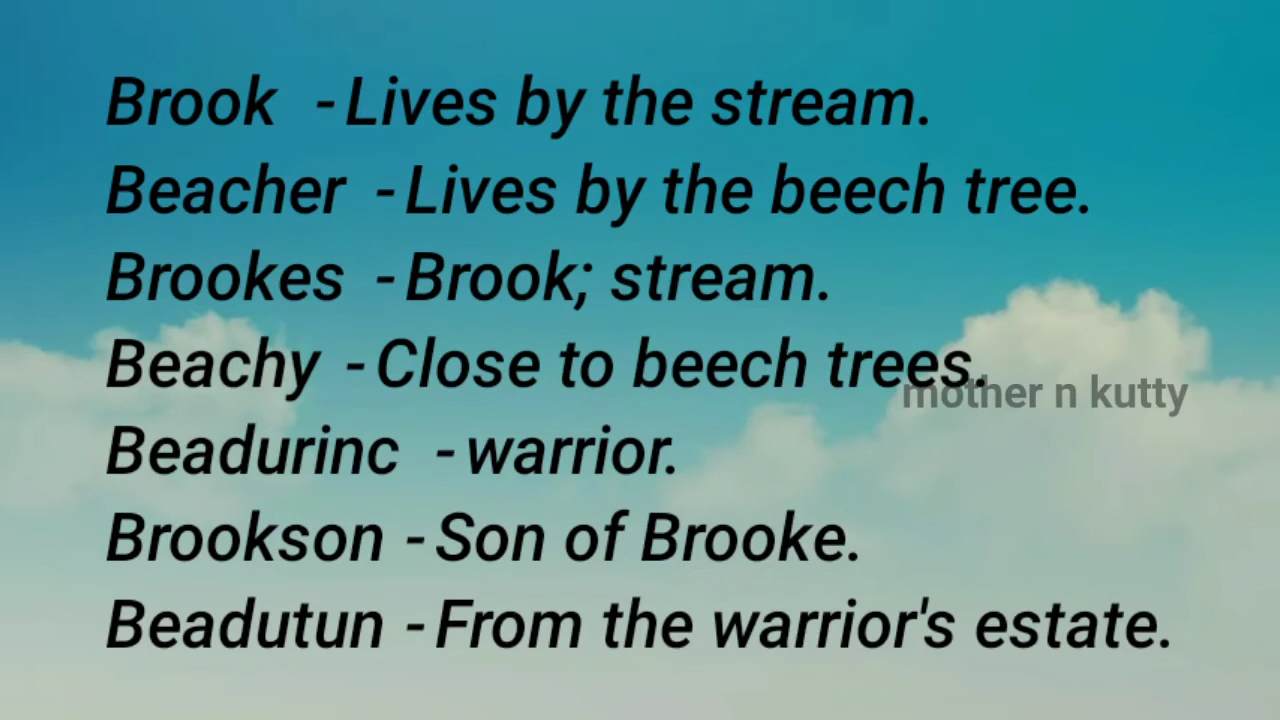 Brook - Lives by the stream.
Beacher - Lives by the beech tree.
Brookes - Brook; stream.
Beachy - Close to beech trees.
mother n kutty
Beadurinc - warrior.
Brookson - Son of Brooke.
Beadutun - From the warrior's estate.